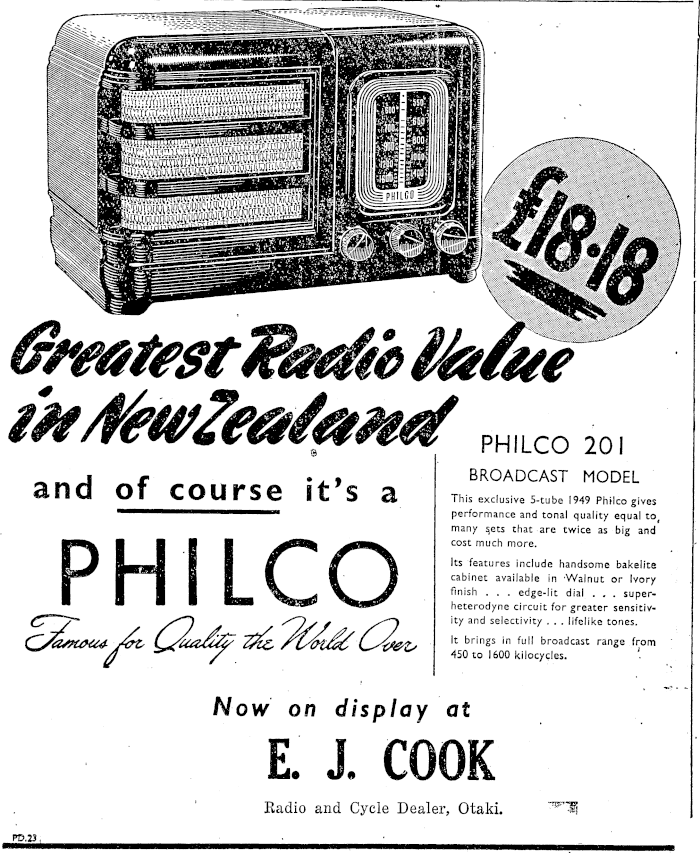 PHILCO
£18·18
Greatest Radio Value
in New Zealand
and of course it's a
PHILCO
Famous for Quality the World Over
PHILCO 201
BROADCAST MODEL
This exclusive 5-tube 1949 Philco gives
performance and tonal quality equal to
many sets that are twice as big and
cost much more.
Its features include handsome bakelite
cabinet available in Walnut or Ivory
finish . . . edge-lit dial . . . super-
heterodyne circuit for greater sensitiv-
ity and selectivity . . . lifelike tones.
It brings in full broadcast range from
450 to 1600 kilocycles.
Now on display at
E. J. COOK
Radio and Cycle Dealer, Otaki.
PD.23